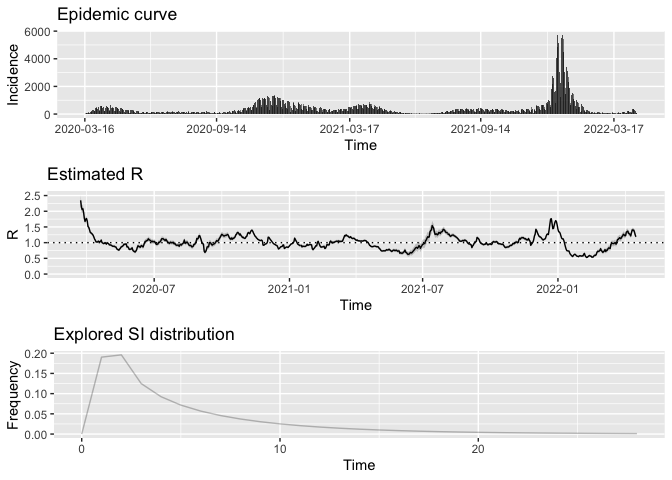 Epidemic curve
Incidence
6000
4000
2000
0
2020-03-16 2020-09-14 2021-03-17 2021-09-14 2022-03-17
Time
Estimated R
R
2.5
2.0
1.5
1.0
0.5
0.0
2020-07 2021-01 2021-07 2022-01
Time
Explored SI distribution
Frequency
0.20
0.15
0.10
0.05
0.00
0 10 20
Time